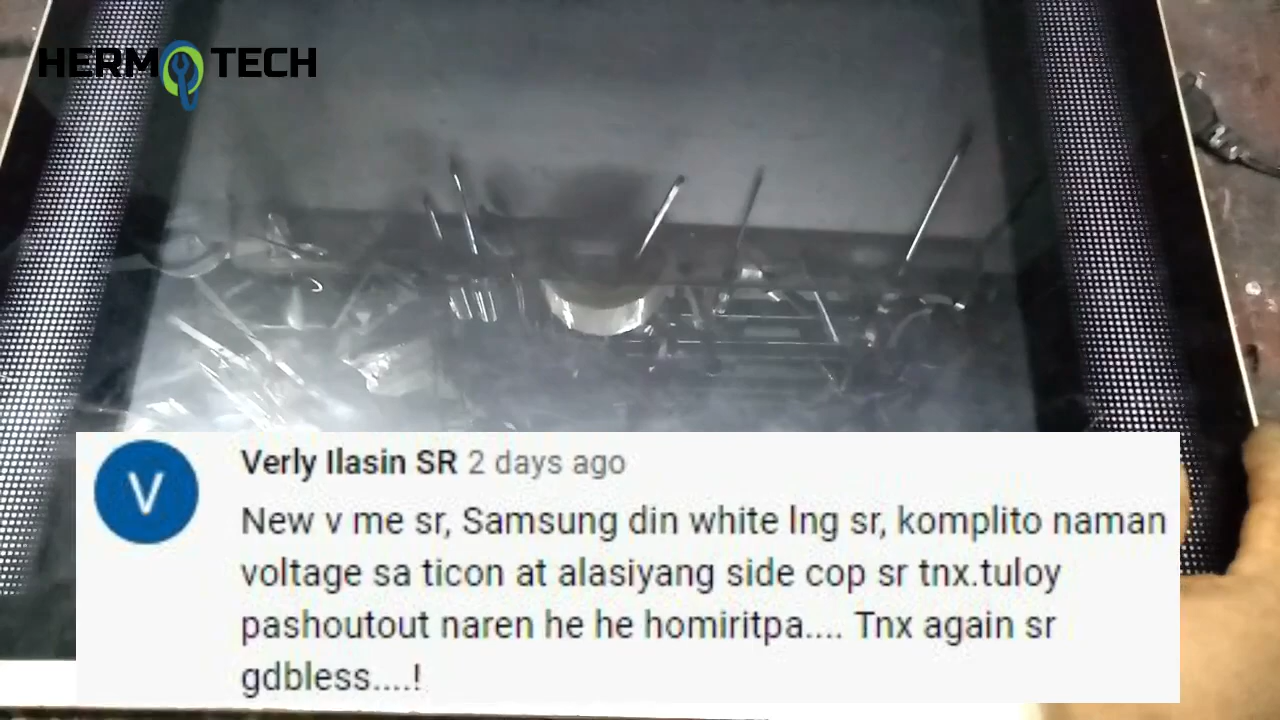 HERMOTECH
V
Verly Ilasin SR 2 days ago
New v me sr, Samsung din white lng sr, komplito naman
voltage sa ticon at alasiyang side cop sr tnx.tuloy
pashoutout naren he he homiritpa.... Tnx again sr
gdbless....!